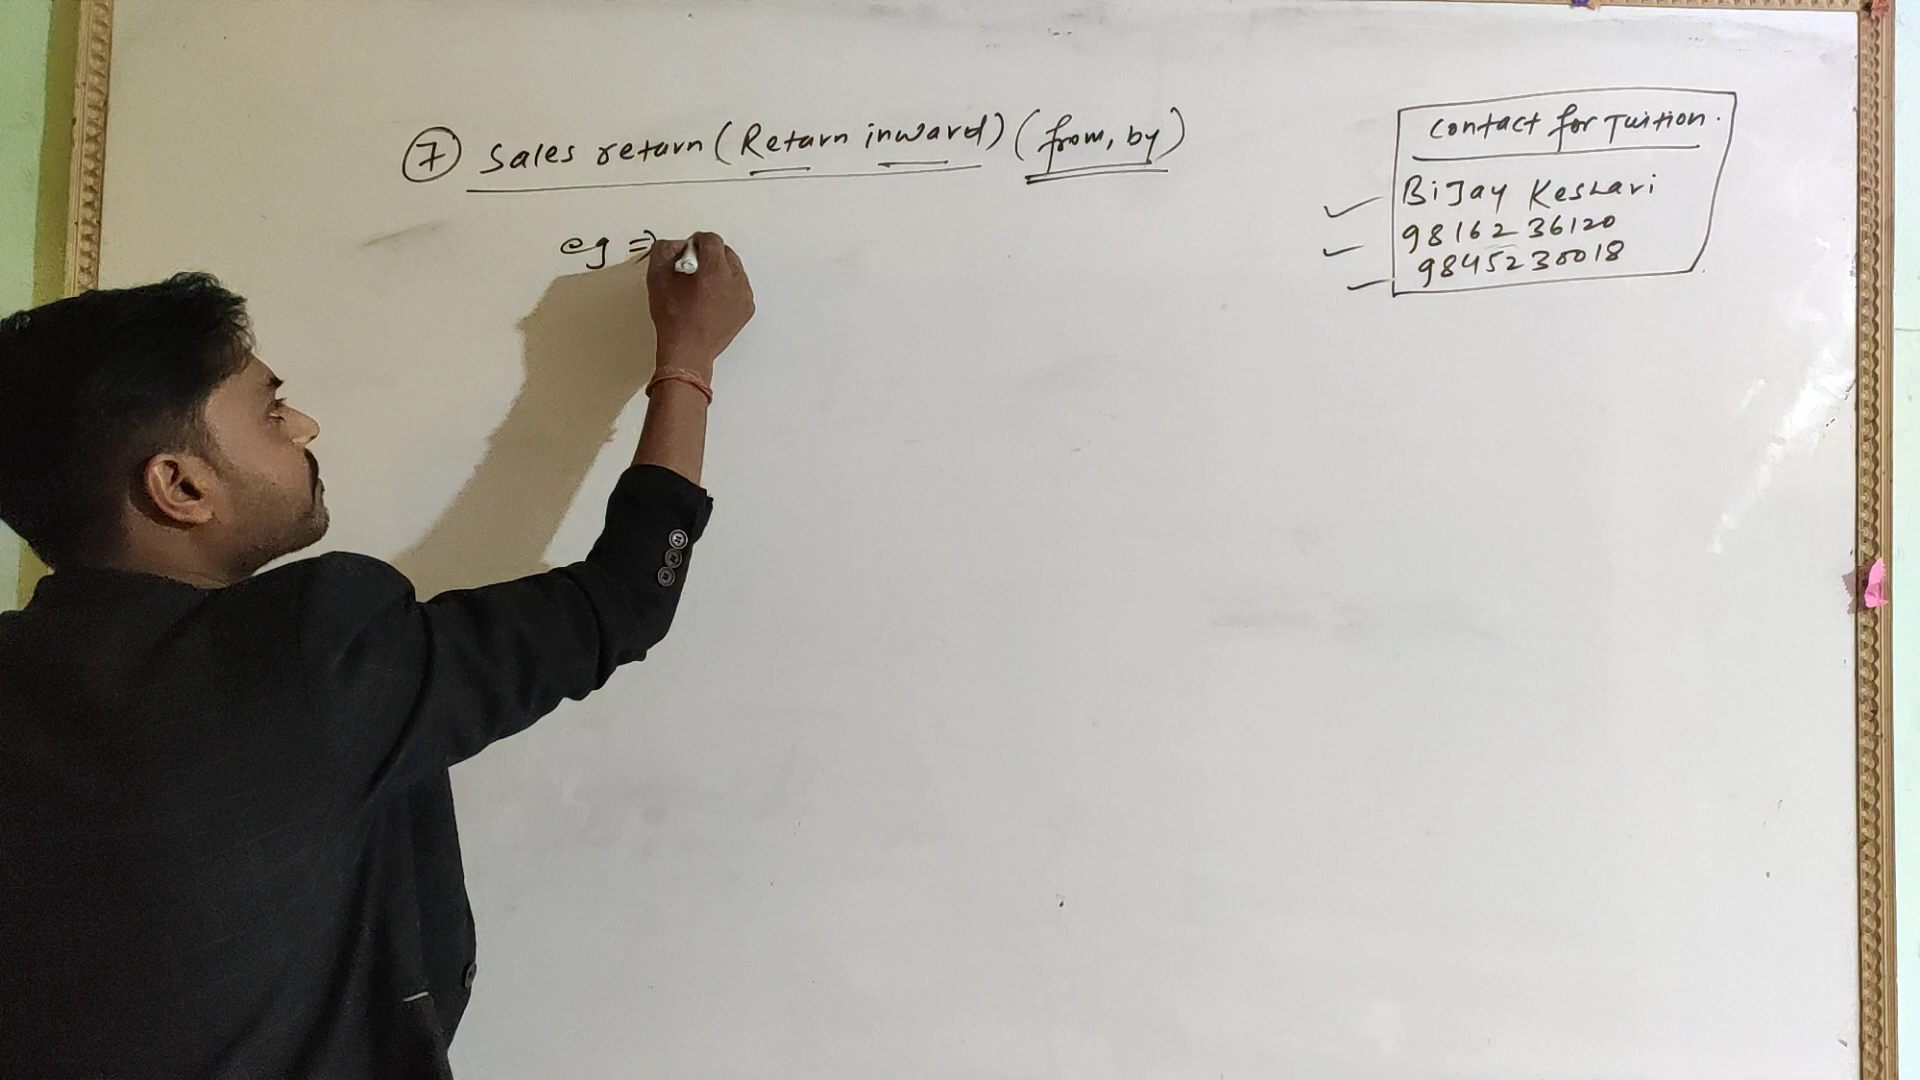 7 Sales return (Return inward) (from, by)
eg ⇒
Contact for Tuition.
BiJay Keshari
9816236120
9845230018